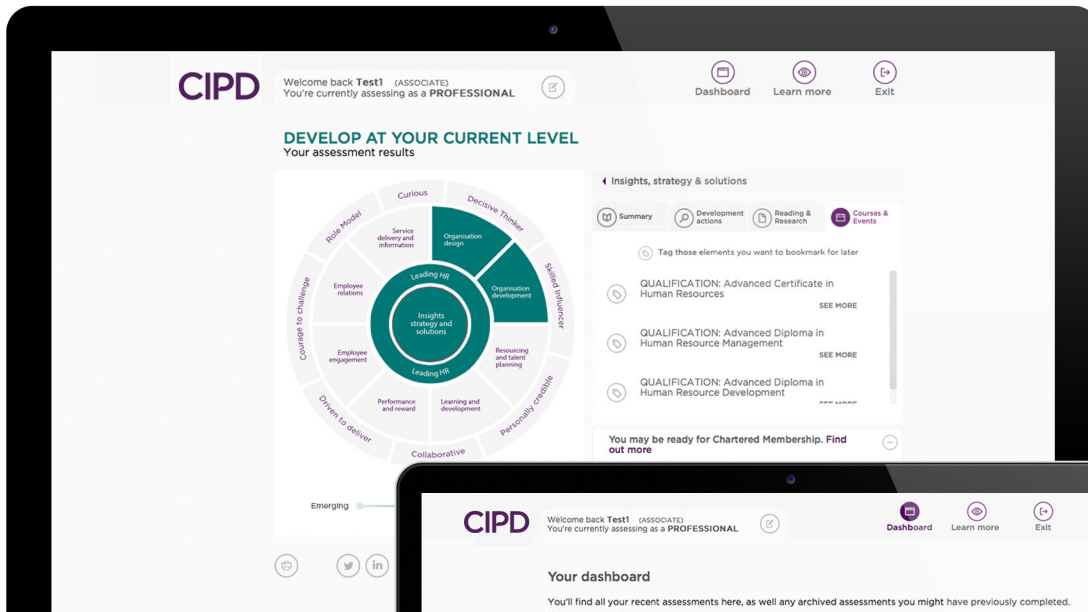 CIPD
Welcome back Test1 (ASSOCIATE)
You're currently assessing as a PROFESSIONAL
Dashboard
Learn more
Exit
DEVELOP AT YOUR CURRENT LEVEL
Your assessment results
Curious
Decisive Thinker
Skilled Influencer
Personally credible
Collaborative
Driven to deliver
Courage to challenge
Role Model
Service
delivery and
information
Organisation
design
Organisation
development
Resourcing
and talent
planning
Learning and
development
Performance
and reward
Employee
engagement
Employee
relations
Leading HR
Insights
strategy and
solutions
Leading HR
Emerging
Insights, strategy & solutions
Summary
Development
actions
Reading &
Research
Courses &
Events
Tag those elements you want to bookmark for later
QUALIFICATION: Advanced Certificate in
Human Resources
SEE MORE
QUALIFICATION: Advanced Diploma in
Human Resource Management
SEE MORE
QUALIFICATION: Advanced Diploma in
Human Resource Development
SEE MORE
You may be ready for Chartered Membership. Find
out more
in
CIPD
Welcome back Test1 (ASSOCIATE)
You're currently assessing as a PROFESSIONAL
Dashboard
Learn more
Exit
Your dashboard
You'll find all your recent assessments here, as well any archived assessments you might have previously completed.